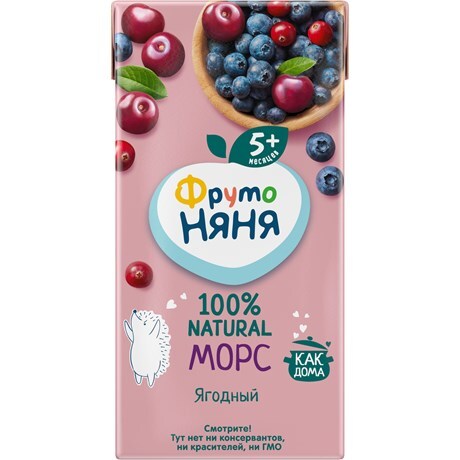 5+
месяцев
Фруто
НЯНЯ
100%
NATURAL
МОРС
Ягодный
КАК
ДОМА
Смотрите!
Тут нет ни консервантов,
ни красителей, ни ГМО